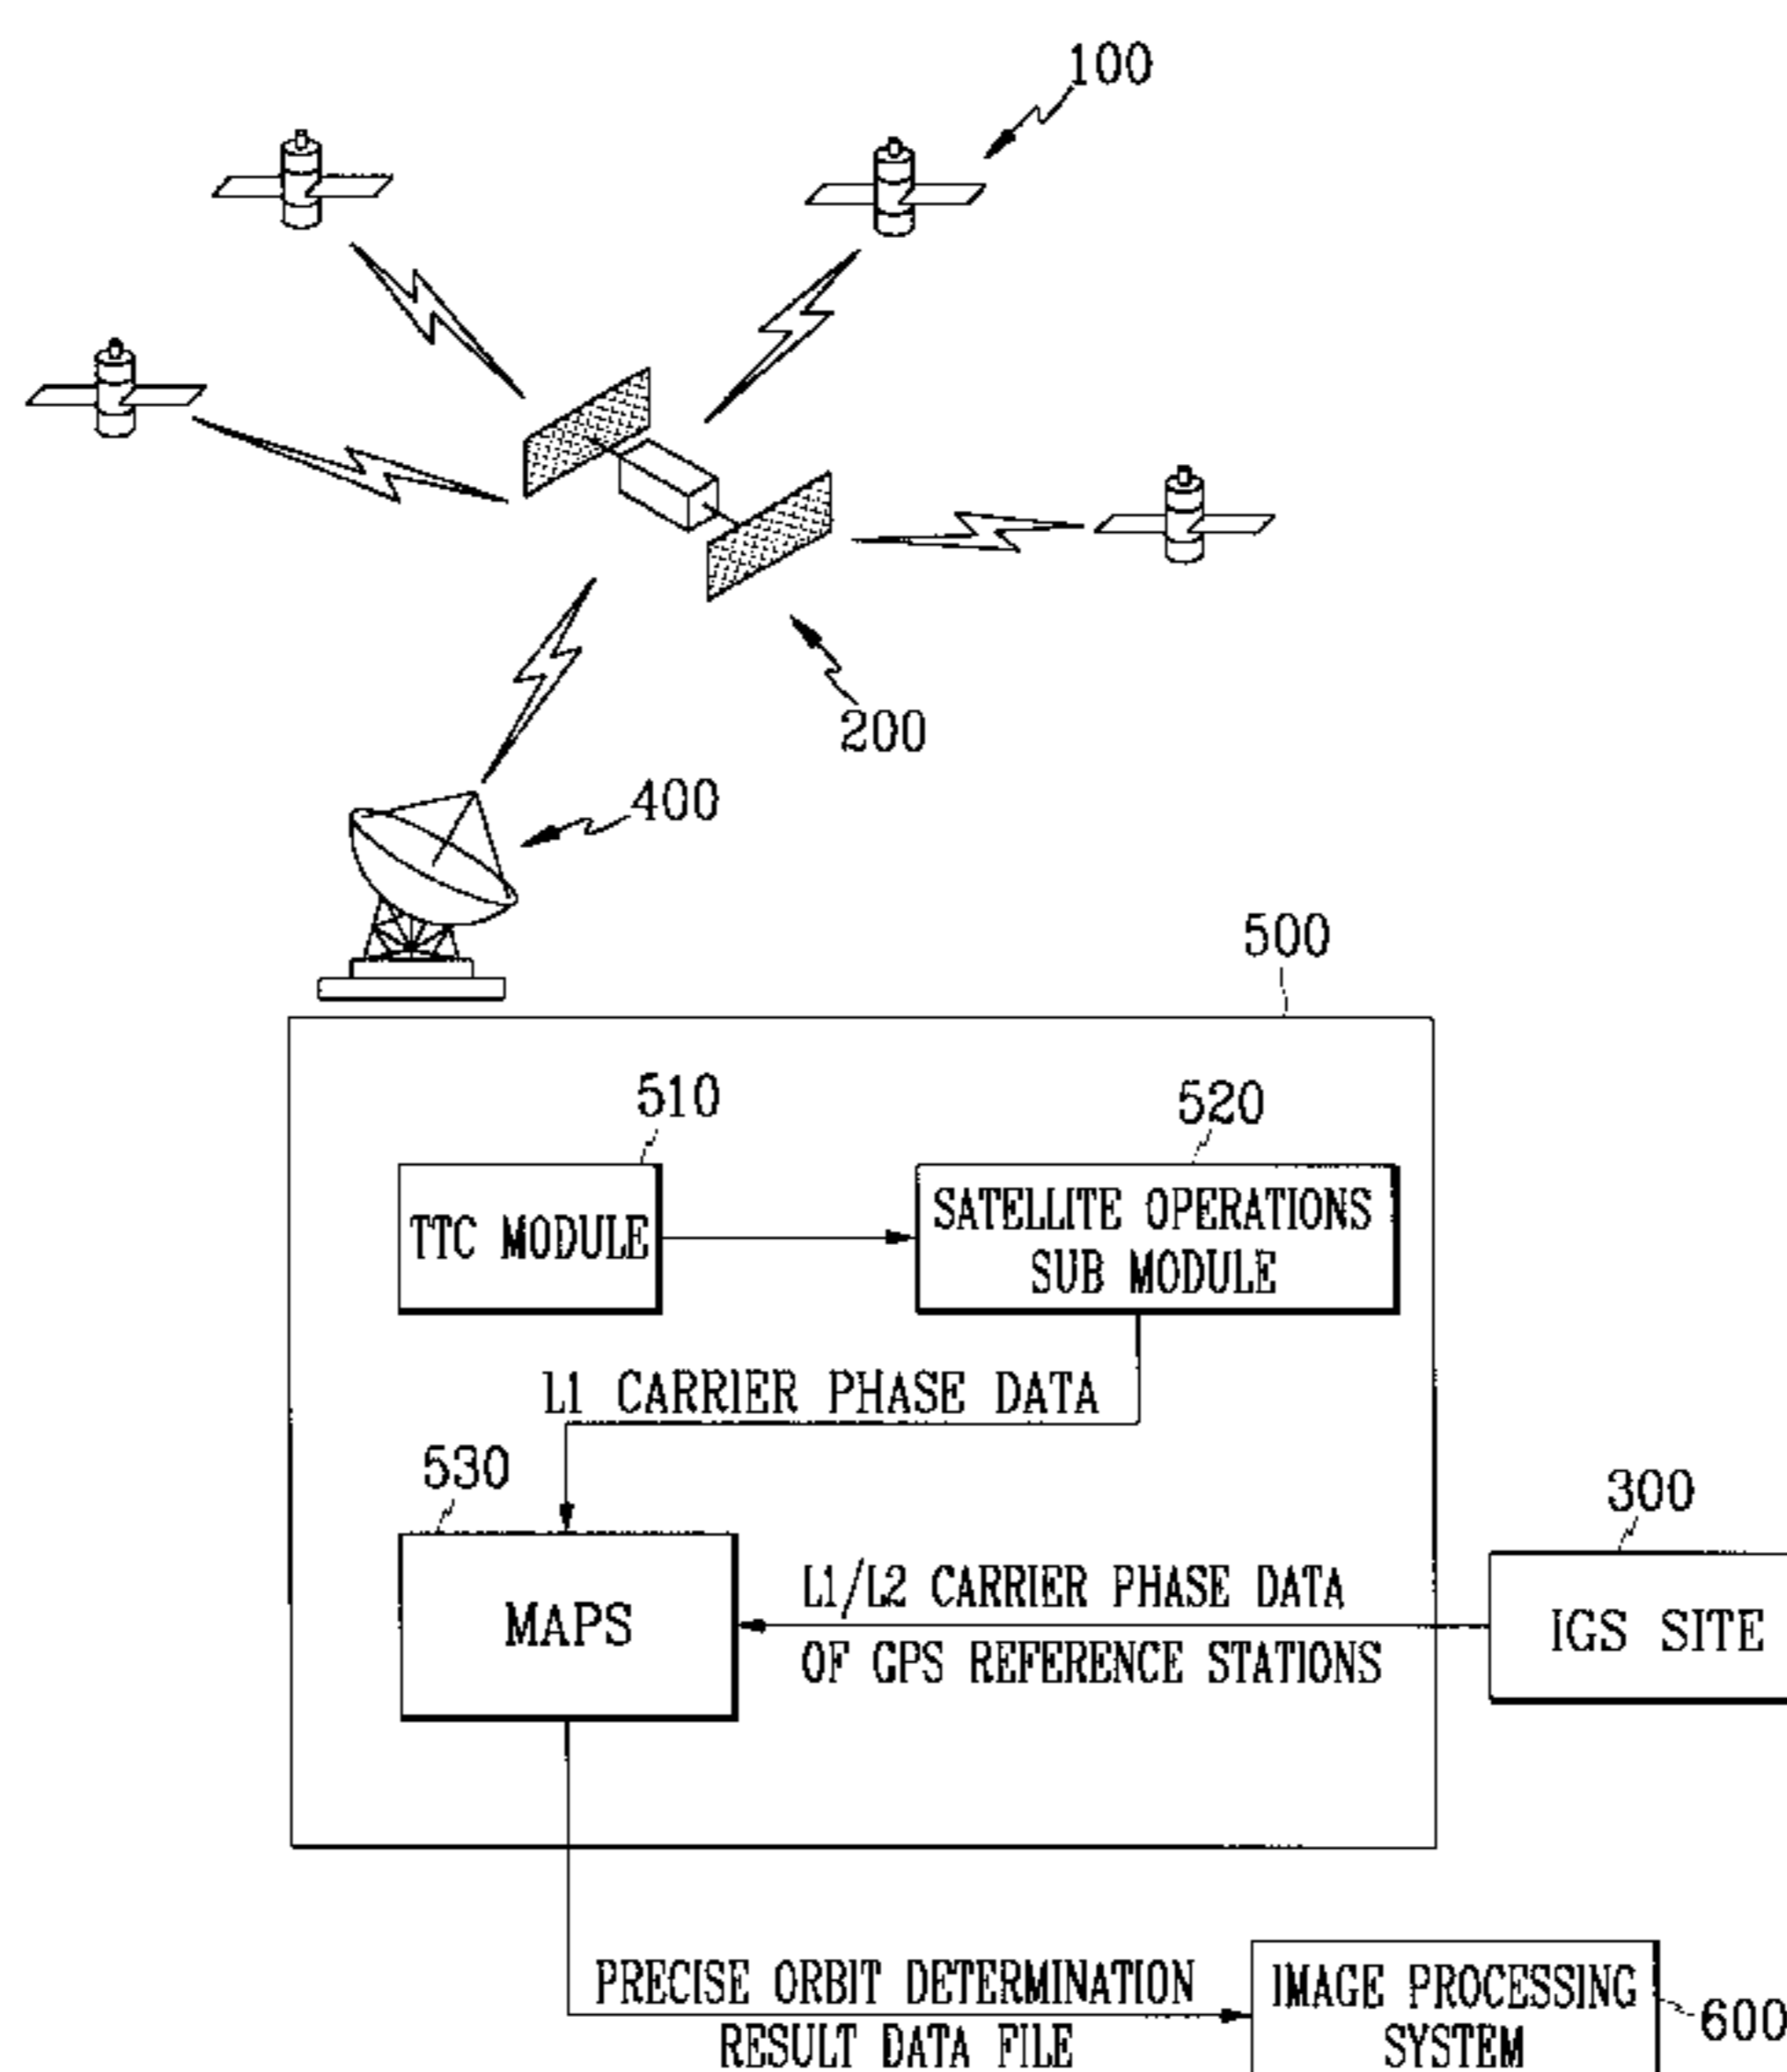 100
200
400
500
510
520
TTC MODULE
SATELLITE OPERATIONS
SUB MODULE
L1 CARRIER PHASE DATA
530
300
MAPS
L1/L2 CARRIER PHASE DATA
OF GPS REFERENCE STATIONS
IGS SITE
PRECISE ORBIT DETERMINATION
RESULT DATA FILE
IMAGE PROCESSING
SYSTEM
600